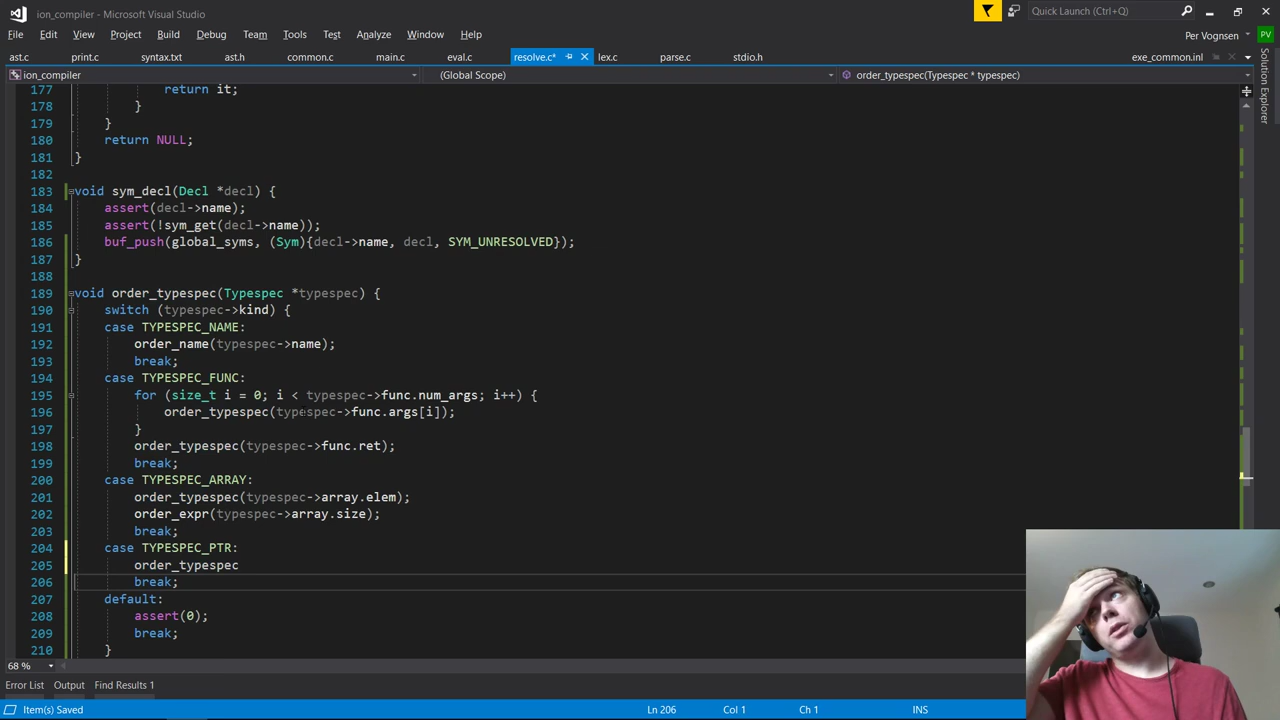 ion_compiler - Microsoft Visual Studio
Quick Launch (Ctrl+Q)
File Edit View Project Build Debug Team Tools Test Analyze Window Help
Per Vognsen PV
ast.c print.c syntax.txt ast.h common.c main.c eval.c resolve.c* lex.c parse.c stdio.h exe_common.inl
Solution Explorer
ion_compiler (Global Scope) order_typespec(Typespec * typespec)
177 return it;
178 }
179 }
180 return NULL;
181 }
182
183 void sym_decl(Decl *decl) {
184 assert(decl->name);
185 assert(!sym_get(decl->name));
186 buf_push(global_syms, (Sym){decl->name, decl, SYM_UNRESOLVED});
187 }
188
189 void order_typespec(Typespec *typespec) {
190 switch (typespec->kind) {
191 case TYPESPEC_NAME:
192 order_name(typespec->name);
193 break;
194 case TYPESPEC_FUNC:
195 for (size_t i = 0; i < typespec->func.num_args; i++) {
196 order_typespec(typespec->func.args[i]);
197 }
198 order_typespec(typespec->func.ret);
199 break;
200 case TYPESPEC_ARRAY:
201 order_typespec(typespec->array.elem);
202 order_expr(typespec->array.size);
203 break;
204 case TYPESPEC_PTR:
205 order_typespec
206 break;
207 default:
208 assert(0);
209 break;
210 }
68 %
Error List Output Find Results 1
Item(s) Saved Ln 206 Col 1 Ch 1 INS